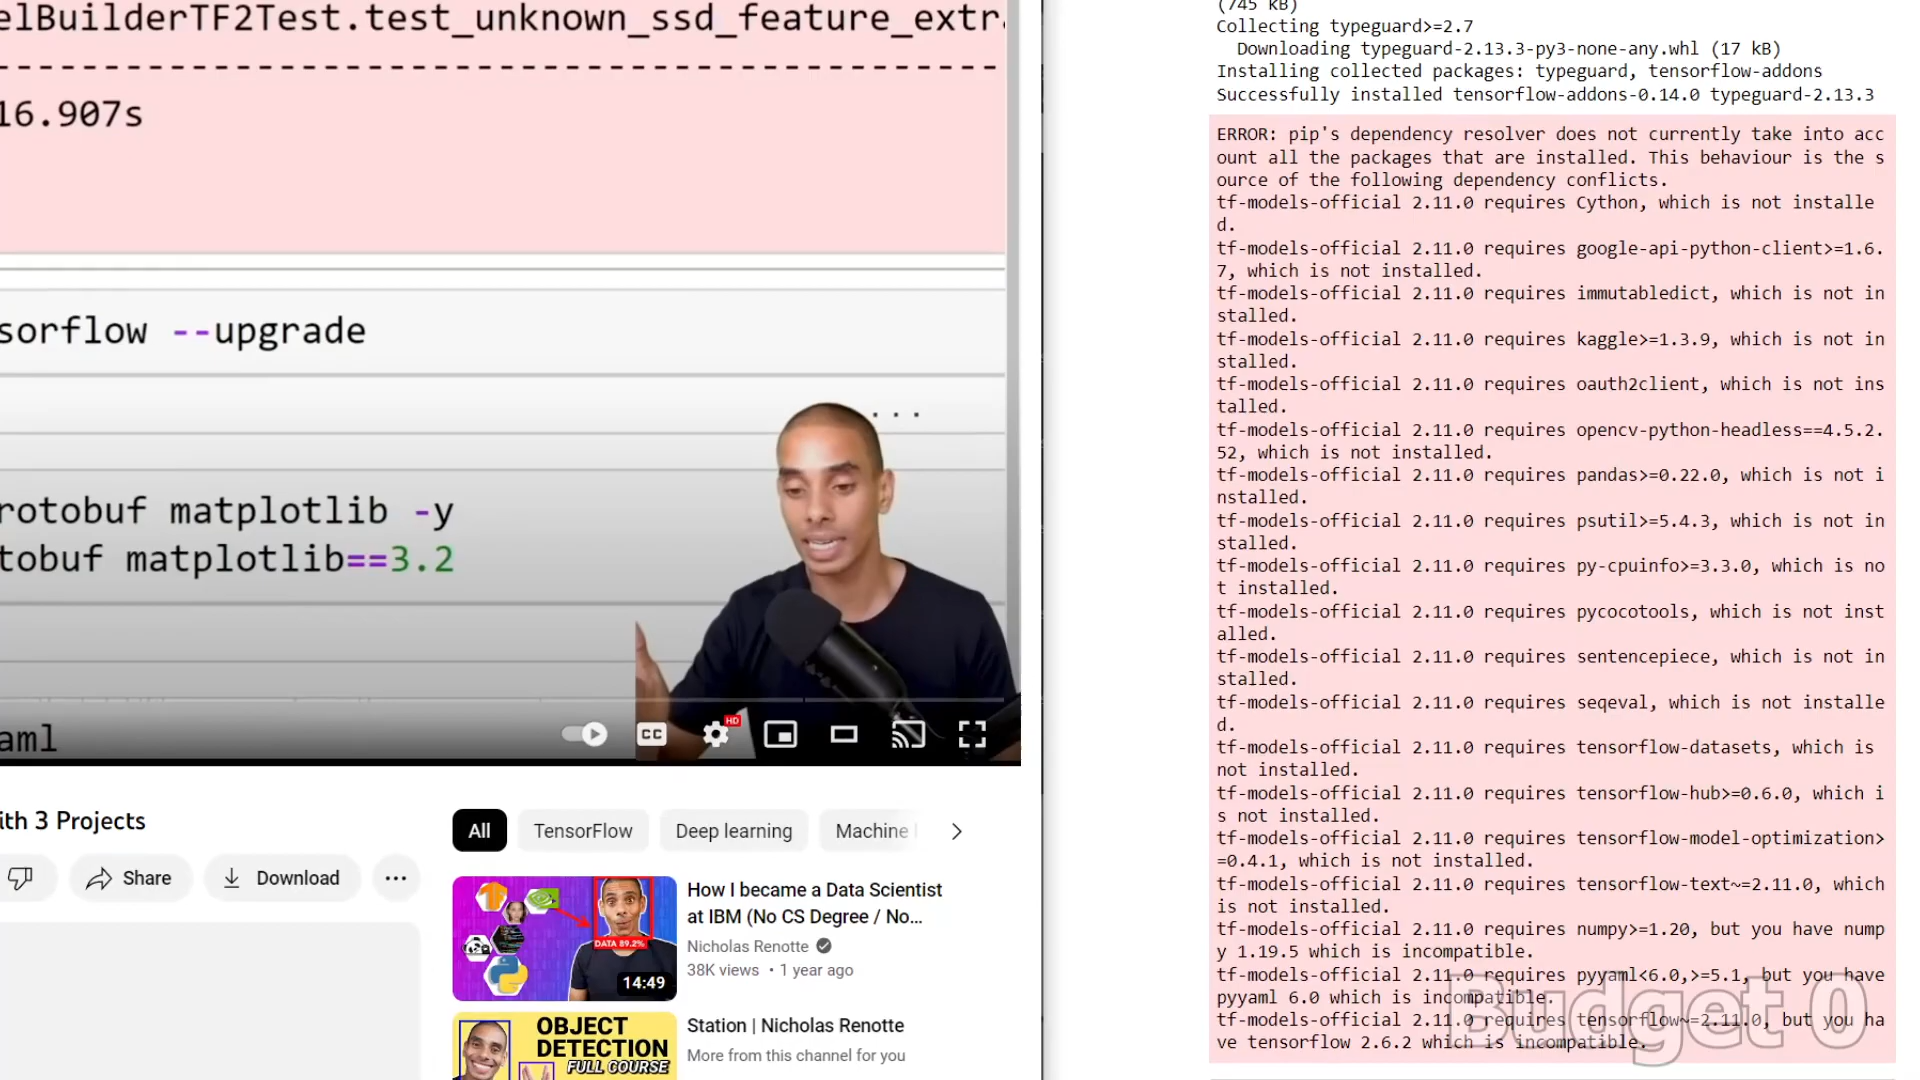 elBuilderTF2Test.test_unknown_ssd_feature_extr
16.907s
sorflow --upgrade
rotobuf matplotlib -y
tobuf matplotlib==3.2
aml
CC
HD
ith 3 Projects
Share
Download
All
TensorFlow
Deep learning
Machine
DATA 89.2%
14:49
How I became a Data Scientist
at IBM (No CS Degree / No...
Nicholas Renotte
38K views • 1 year ago
OBJECT
DETECTION
FULL COURSE
Station | Nicholas Renotte
More from this channel for you
(745 kB)
Collecting typeguard>=2.7
Downloading typeguard-2.13.3-py3-none-any.whl (17 kB)
Installing collected packages: typeguard, tensorflow-addons
Successfully installed tensorflow-addons-0.14.0 typeguard-2.13.3
ERROR: pip's dependency resolver does not currently take into acc
ount all the packages that are installed. This behaviour is the s
ource of the following dependency conflicts.
tf-models-official 2.11.0 requires Cython, which is not installe
d.
tf-models-official 2.11.0 requires google-api-python-client>=1.6.
7, which is not installed.
tf-models-official 2.11.0 requires immutabledict, which is not in
stalled.
tf-models-official 2.11.0 requires kaggle>=1.3.9, which is not in
stalled.
tf-models-official 2.11.0 requires oauth2client, which is not ins
talled.
tf-models-official 2.11.0 requires opencv-python-headless==4.5.2.
52, which is not installed.
tf-models-official 2.11.0 requires pandas>=0.22.0, which is not i
nstalled.
tf-models-official 2.11.0 requires psutil>=5.4.3, which is not in
stalled.
tf-models-official 2.11.0 requires py-cpuinfo>=3.3.0, which is no
t installed.
tf-models-official 2.11.0 requires pycocotools, which is not inst
alled.
tf-models-official 2.11.0 requires sentencepiece, which is not in
stalled.
tf-models-official 2.11.0 requires seqeval, which is not installe
d.
tf-models-official 2.11.0 requires tensorflow-datasets, which is
not installed.
tf-models-official 2.11.0 requires tensorflow-hub>=0.6.0, which i
s not installed.
tf-models-official 2.11.0 requires tensorflow-model-optimization>
=0.4.1, which is not installed.
tf-models-official 2.11.0 requires tensorflow-text~=2.11.0, which
is not installed.
tf-models-official 2.11.0 requires numpy>=1.20, but you have nump
y 1.19.5 which is incompatible.
tf-models-official 2.11.0 requires pyyaml<6.0,>=5.1, but you have
pyyaml 6.0 which is incompatible.
tf-models-official 2.11.0 requires tensorflow~=2.11.0, but you ha
ve tensorflow 2.6.2 which is incompatible.
Budget 0